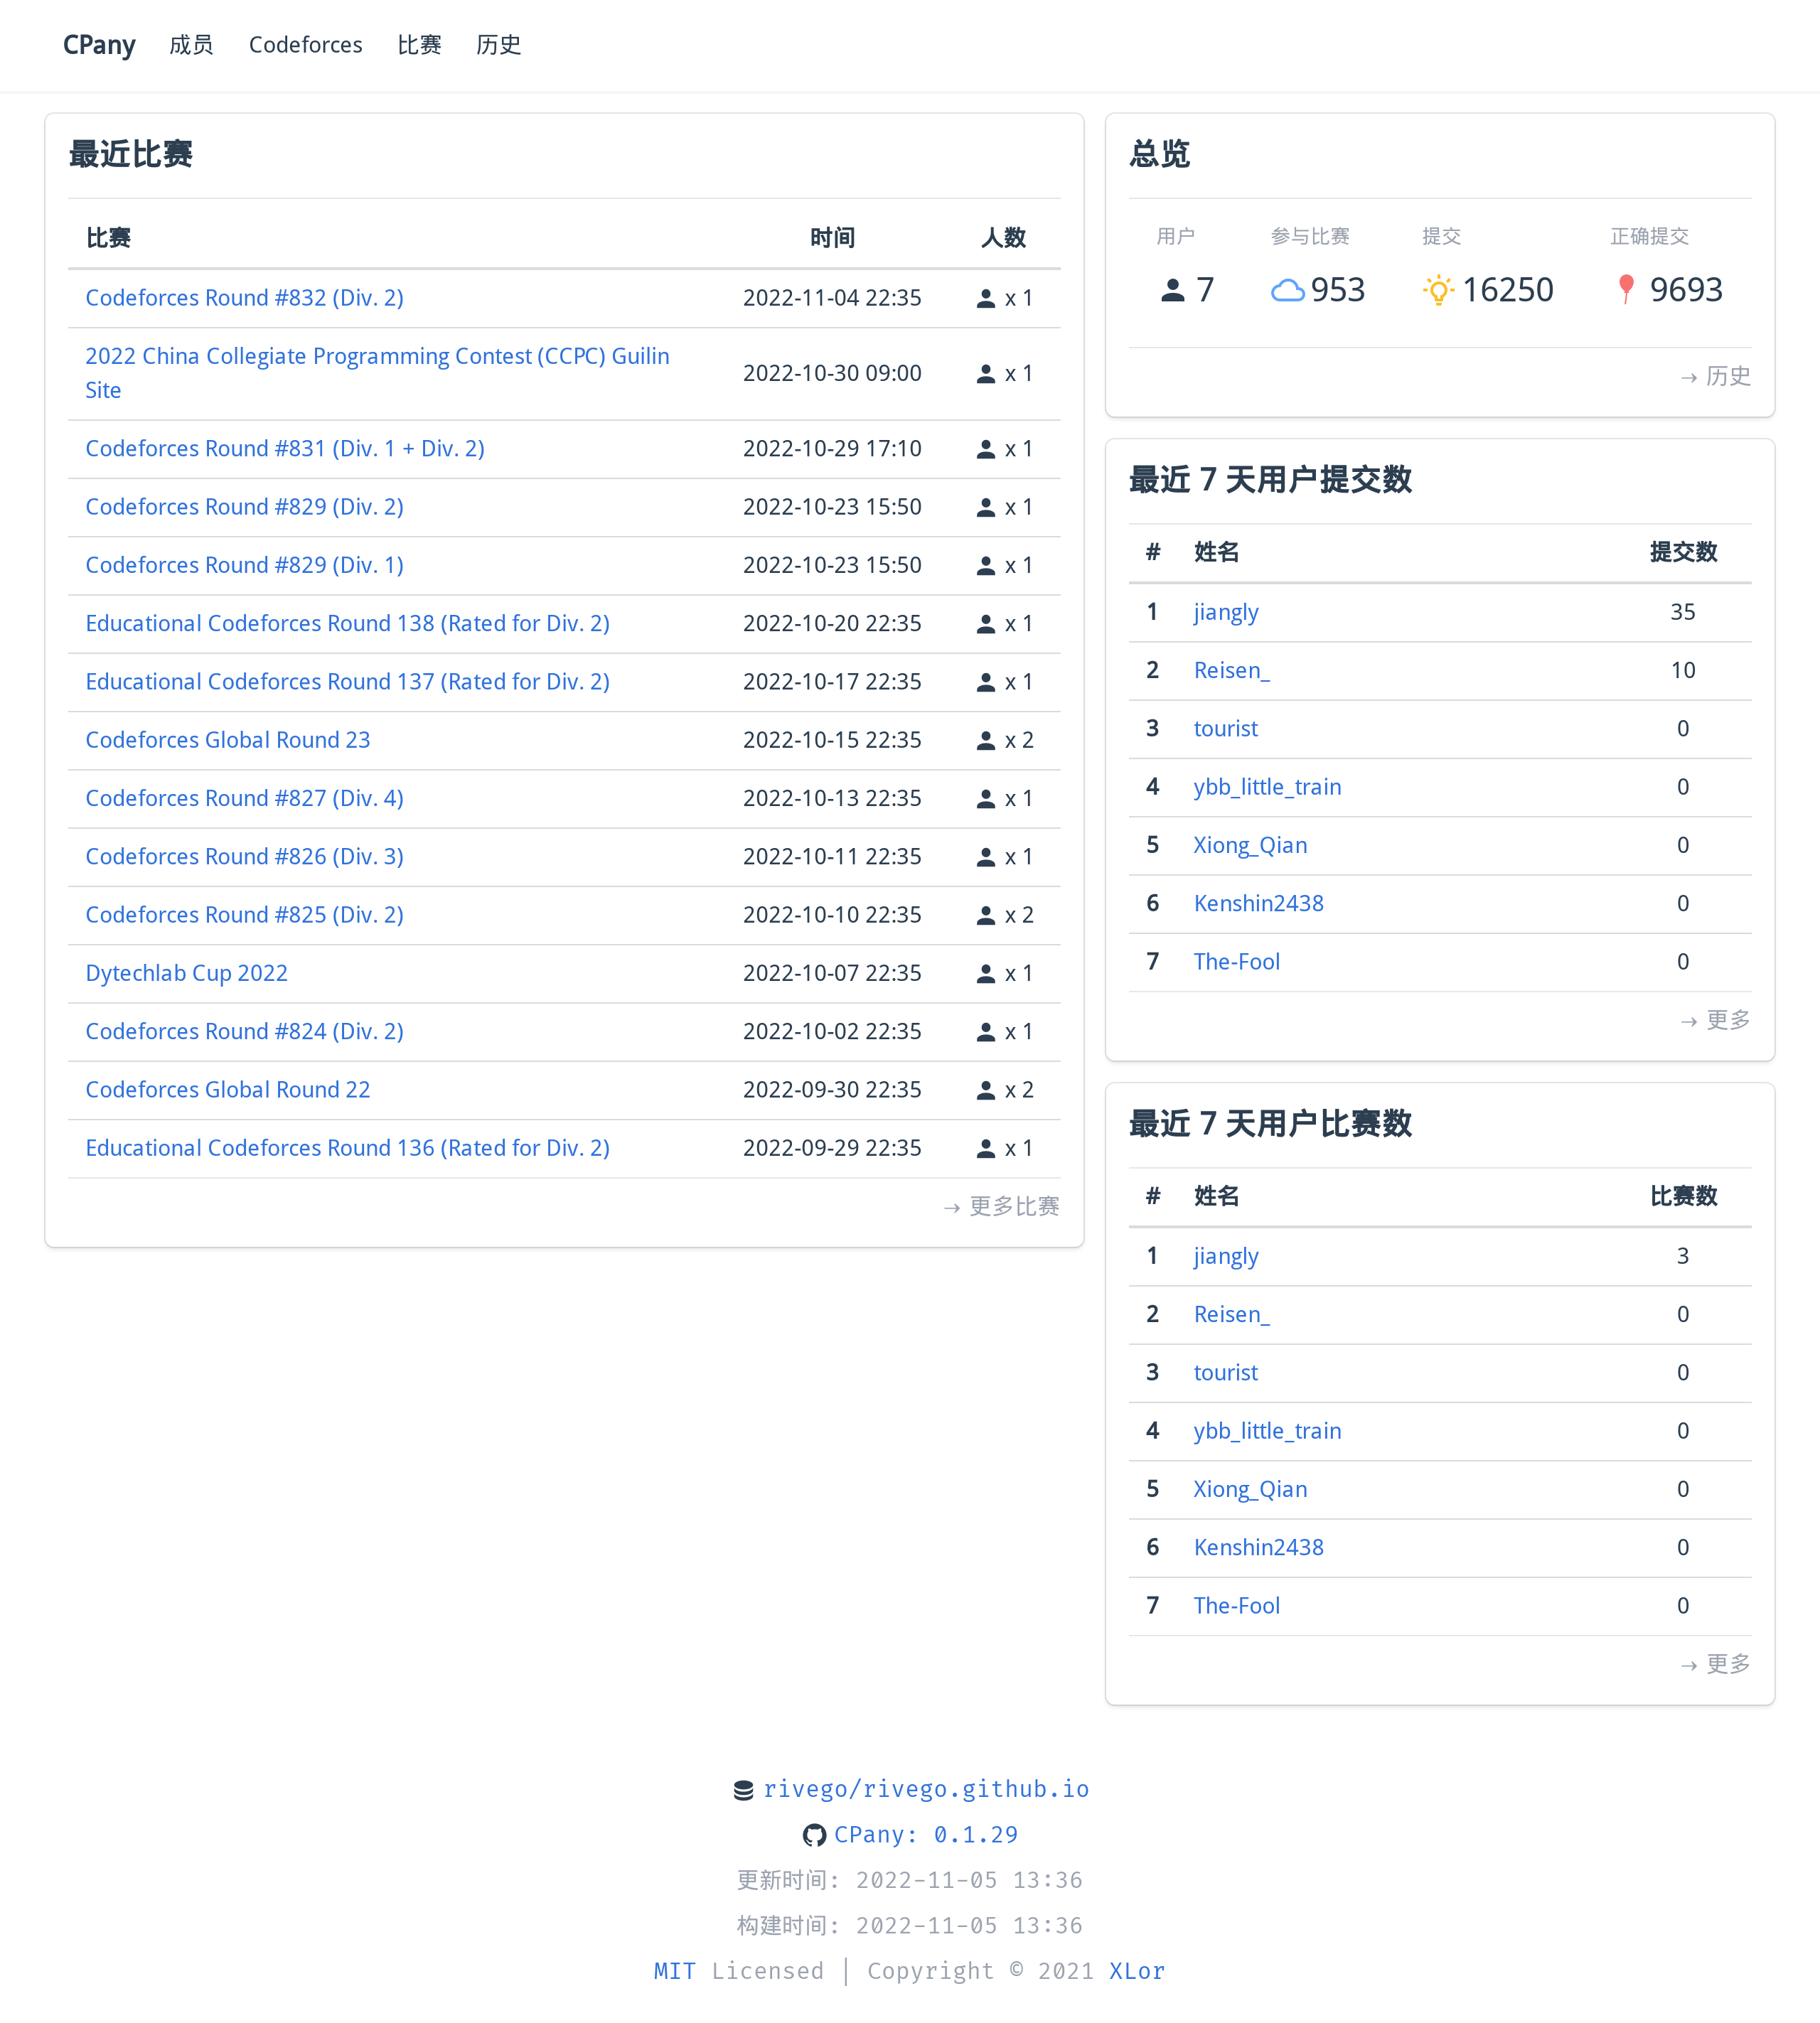 CPany 成员 Codeforces 比赛 历史
最近比赛
比赛 时间 人数
Codeforces Round #832 (Div. 2) 2022-11-04 22:35 x 1
2022 China Collegiate Programming Contest (CCPC) Guilin
Site 2022-10-30 09:00 x 1
Codeforces Round #831 (Div. 1 + Div. 2) 2022-10-29 17:10 x 1
Codeforces Round #829 (Div. 2) 2022-10-23 15:50 x 1
Codeforces Round #829 (Div. 1) 2022-10-23 15:50 x 1
Educational Codeforces Round 138 (Rated for Div. 2) 2022-10-20 22:35 x 1
Educational Codeforces Round 137 (Rated for Div. 2) 2022-10-17 22:35 x 1
Codeforces Global Round 23 2022-10-15 22:35 x 2
Codeforces Round #827 (Div. 4) 2022-10-13 22:35 x 1
Codeforces Round #826 (Div. 3) 2022-10-11 22:35 x 1
Codeforces Round #825 (Div. 2) 2022-10-10 22:35 x 2
Dytechlab Cup 2022 2022-10-07 22:35 x 1
Codeforces Round #824 (Div. 2) 2022-10-02 22:35 x 1
Codeforces Global Round 22 2022-09-30 22:35 x 2
Educational Codeforces Round 136 (Rated for Div. 2) 2022-09-29 22:35 x 1
→ 更多比赛
总览
用户 参与比赛 提交 正确提交
7 953 16250 9693
→ 历史
最近 7 天用户提交数
# 姓名 提交数
1 jiangly 35
2 Reisen_ 10
3 tourist 0
4 ybb_little_train 0
5 Xiong_Qian 0
6 Kenshin2438 0
7 The-Fool 0
→ 更多
最近 7 天用户比赛数
# 姓名 比赛数
1 jiangly 3
2 Reisen_ 0
3 tourist 0
4 ybb_little_train 0
5 Xiong_Qian 0
6 Kenshin2438 0
7 The-Fool 0
→ 更多
rivego/rivego.github.io
CPany: 0.1.29
更新时间: 2022-11-05 13:36
构建时间: 2022-11-05 13:36
MIT Licensed | Copyright © 2021 XLor